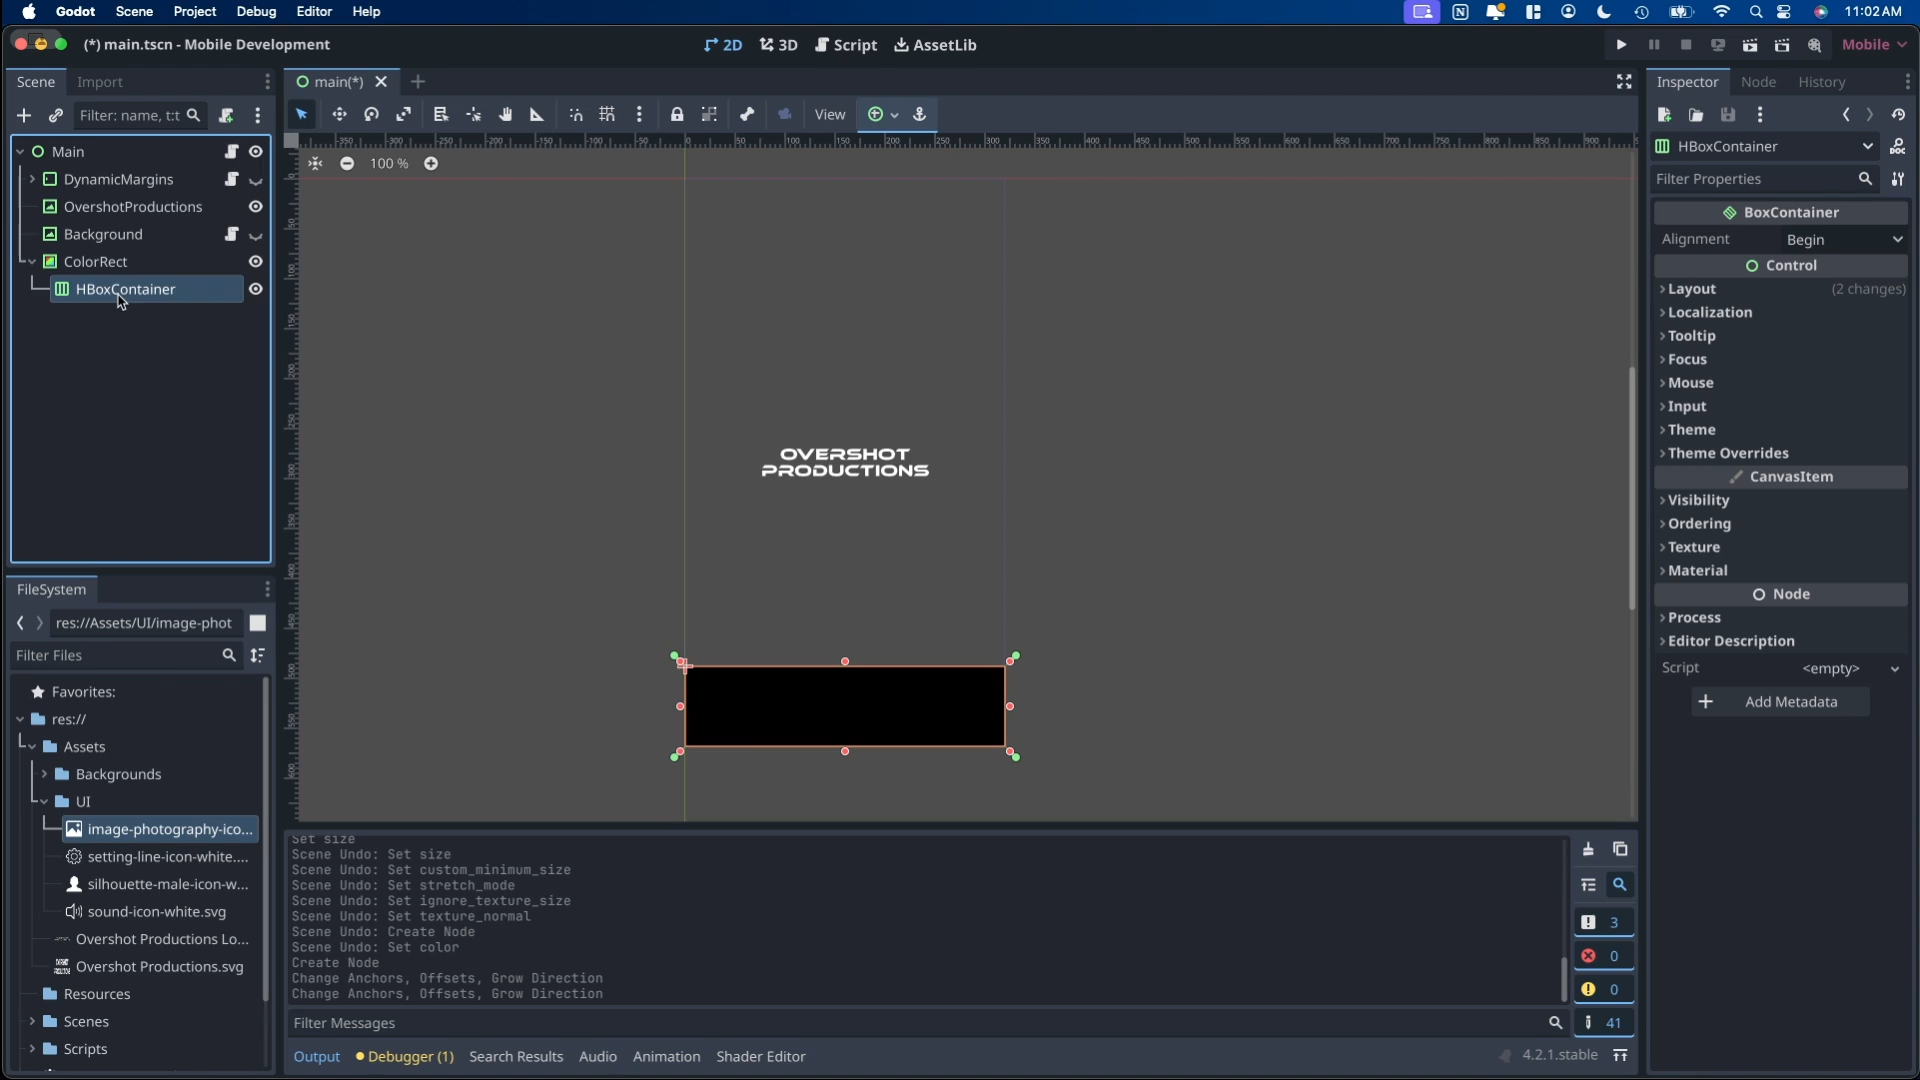 Godot Scene Project Debug Editor Help 11:02 AM
(*) main.tscn - Mobile Development 2D 3D Script AssetLib Mobile
Scene Import
main(*)
Inspector Node History
Filter: name, t:t
View
HBoxContainer
Filter Properties
Main
DynamicMargins
OvershotProductions
Background
ColorRect
HBoxContainer
100 %
OVERSHOT
PRODUCTIONS
BoxContainer
Alignment Begin
Control
Layout (2 changes)
Localization
Tooltip
Focus
Mouse
Input
Theme
Theme Overrides
CanvasItem
Visibility
Ordering
Texture
Material
Node
Process
Editor Description
Script <empty>
Add Metadata
FileSystem
res://Assets/UI/image-phot
Filter Files
Favorites:
res://
Assets
Backgrounds
UI
image-photography-ico...
setting-line-icon-white....
silhouette-male-icon-w...
sound-icon-white.svg
Overshot Productions Lo...
Overshot Productions.svg
Resources
Scenes
Scripts
Set size
Scene Undo: Set size
Scene Undo: Set custom_minimum_size
Scene Undo: Set stretch_mode
Scene Undo: Set ignore_texture_size
Scene Undo: Set texture_normal
Scene Undo: Create Node
Scene Undo: Set color
Create Node
Change Anchors, Offsets, Grow Direction
Change Anchors, Offsets, Grow Direction
3
0
0
41
Filter Messages
Output Debugger (1) Search Results Audio Animation Shader Editor 4.2.1.stable